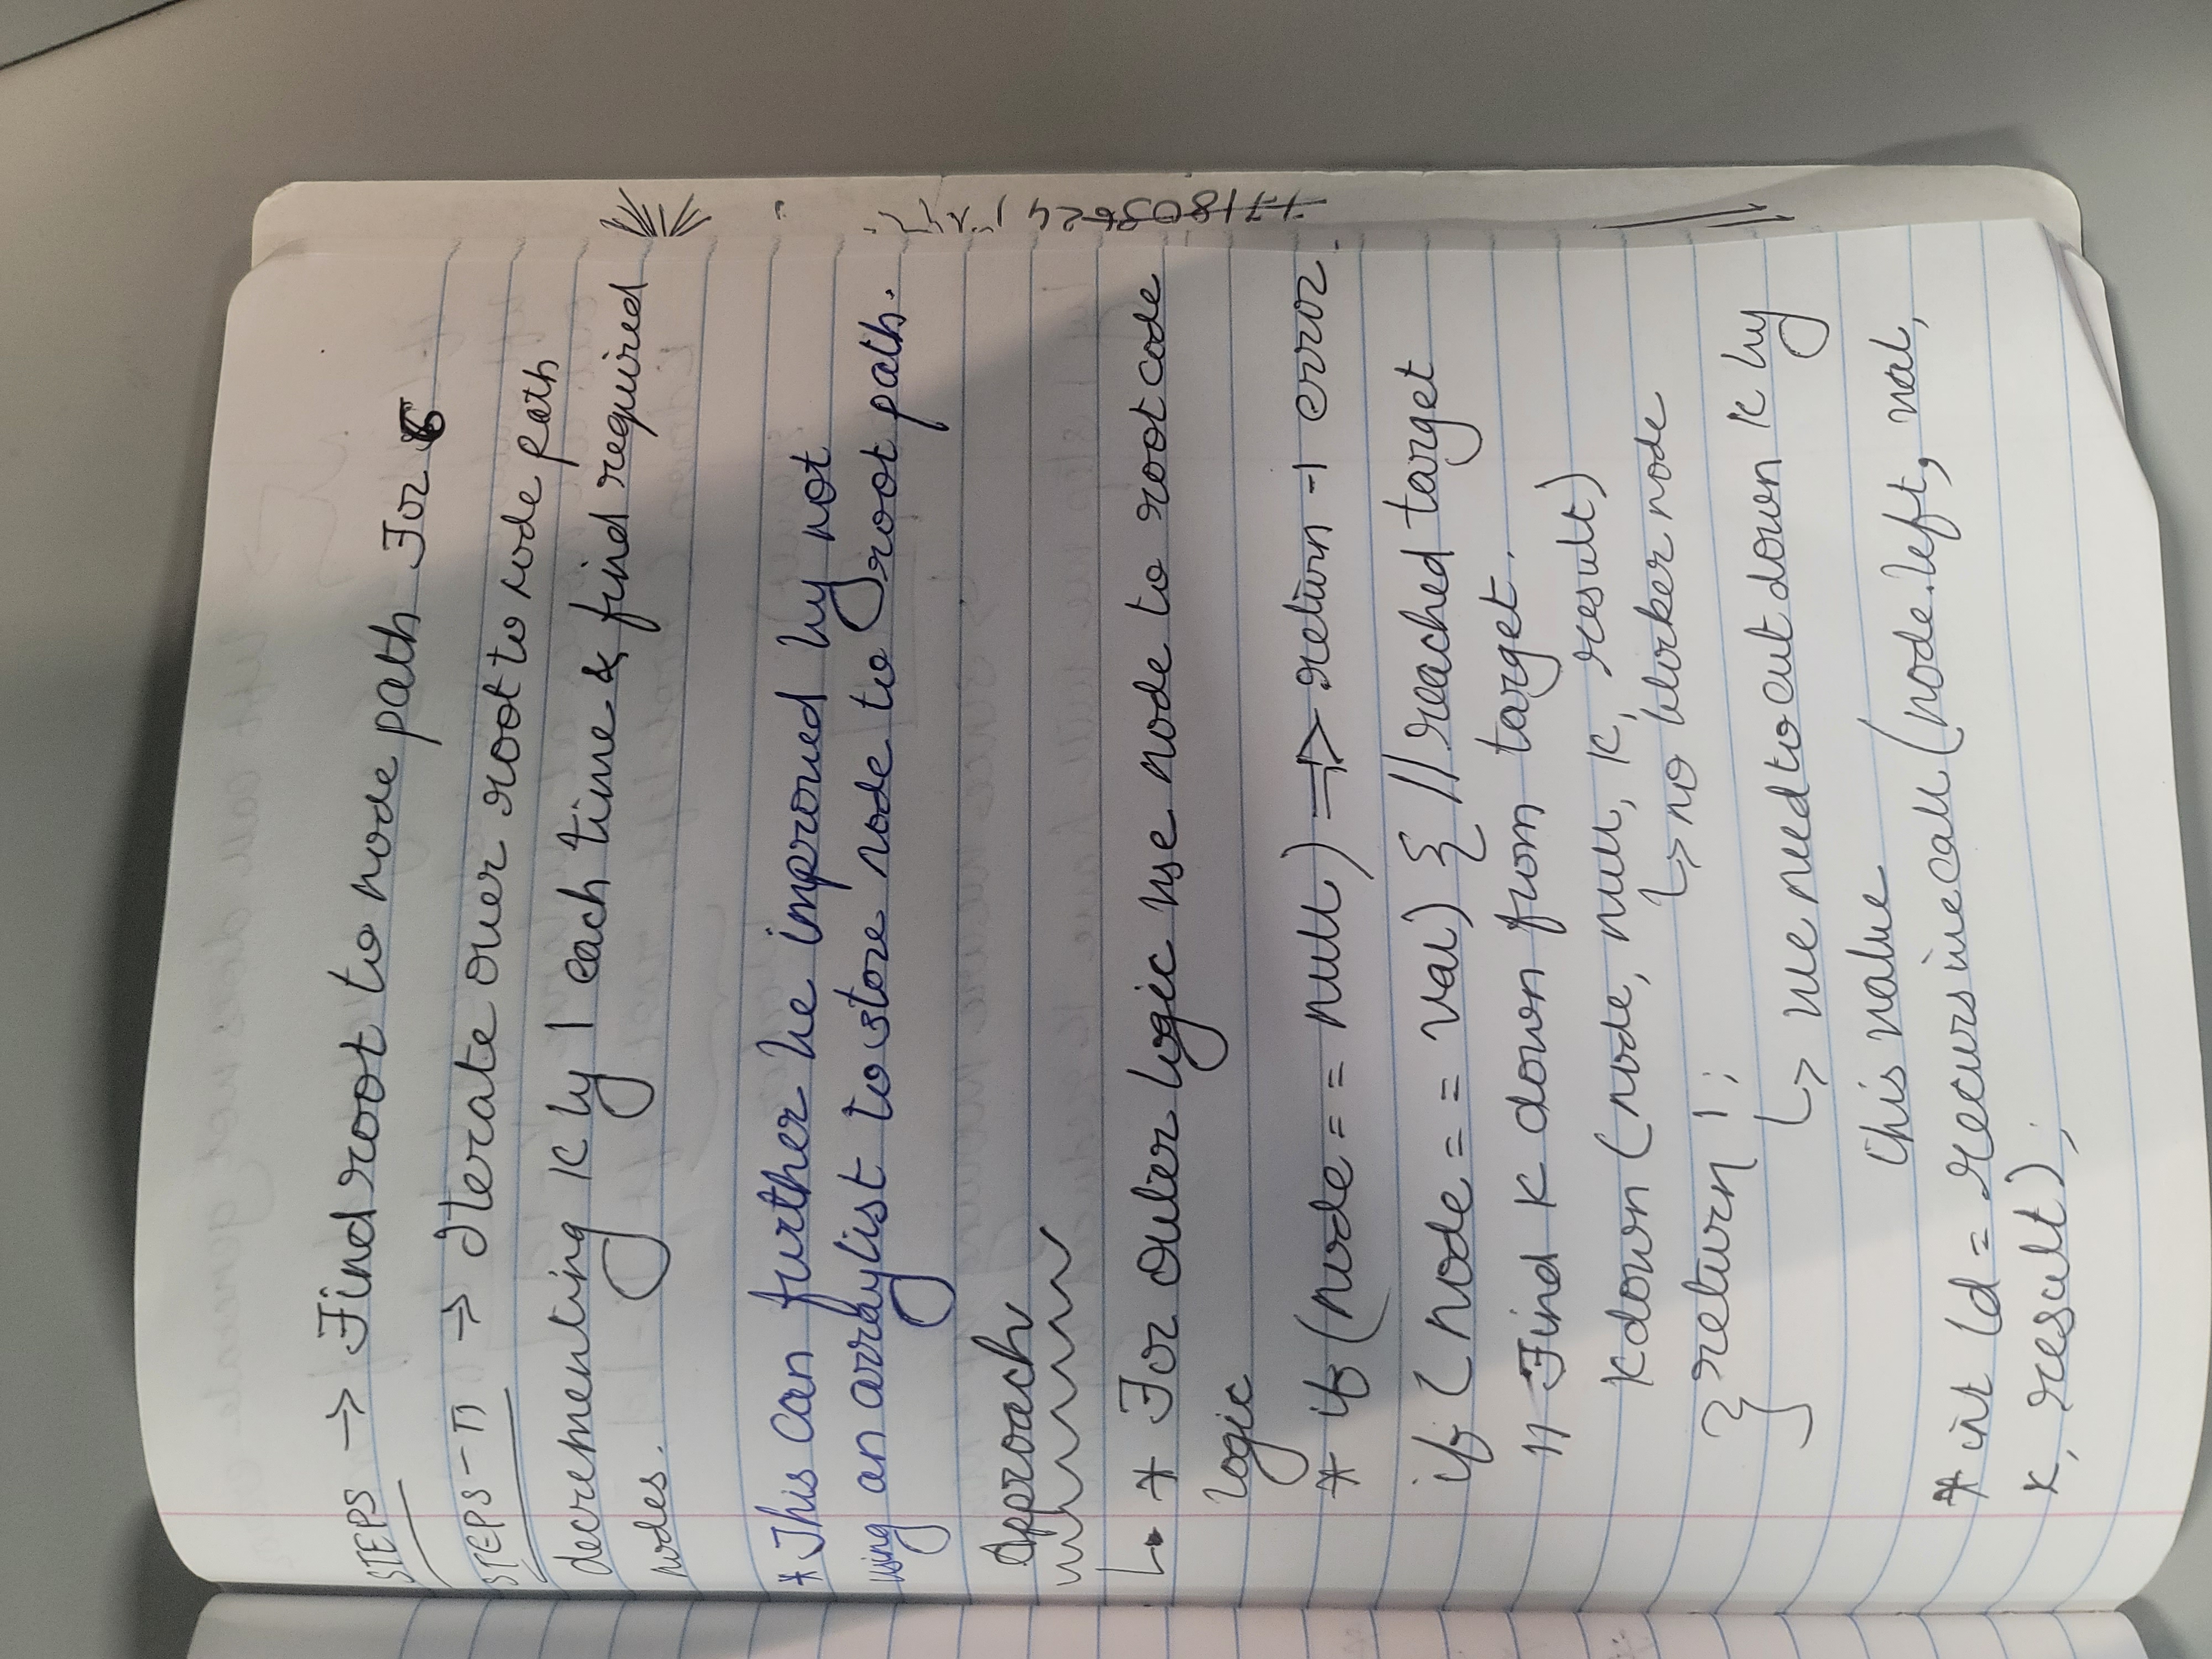 STEPS → Find root to node path For 6
STEPS-II → Iterate over root to node path
decrementing K by 1 each time & find required
nodes.
* This can further be improved by not
using an arraylist to store node to root path.
Approach
↳ * For outer logic use node to root code
logic
* if (node == null) ⇒ return -1 error.
if (node == val) { // reached target
// Find K down from target.
Kdown (node, null, K, result)
↳ no blocker node
return 1;
}
↳ we need to cut down K by
this value
* int ld = recursive call (node.left, val,
K, result);
771803624